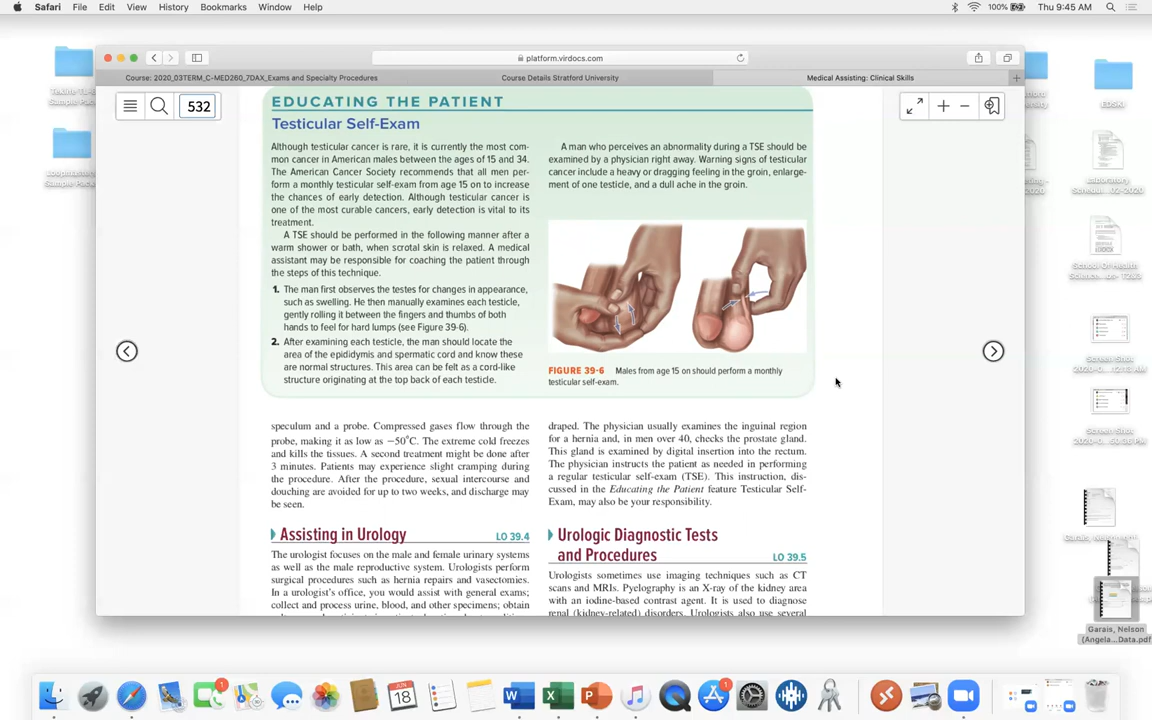 Safari File Edit View History Bookmarks Window Help
100% Thu 9:45 AM
platform.virdocs.com
Course: 2020_03TERM_C-MED260_7DAX_Exams and Specialty Procedures
Course Details Stratford University
Medical Assisting: Clinical Skills
532
EDUCATING THE PATIENT
Testicular Self-Exam
Although testicular cancer is rare, it is currently the most com-
mon cancer in American males between the ages of 15 and 34.
The American Cancer Society recommends that all men per-
form a monthly testicular self-exam from age 15 on to increase
the chances of early detection. Although testicular cancer is
one of the most curable cancers, early detection is vital to its
treatment.
A TSE should be performed in the following manner after a
warm shower or bath, when scrotal skin is relaxed. A medical
assistant may be responsible for coaching the patient through
the steps of this technique.
1. The man first observes the testes for changes in appearance,
such as swelling. He then manually examines each testicle,
gently rolling it between the fingers and thumbs of both
hands to feel for hard lumps (see Figure 39-6).
2. After examining each testicle, the man should locate the
area of the epididymis and spermatic cord and know these
are normal structures. This area can be felt as a cord-like
structure originating at the top back of each testicle.
A man who perceives an abnormality during a TSE should be
examined by a physician right away. Warning signs of testicular
cancer include a heavy or dragging feeling in the groin, enlarge-
ment of one testicle, and a dull ache in the groin.
FIGURE 39-6 Males from age 15 on should perform a monthly
testicular self-exam.
speculum and a probe. Compressed gases flow through the
probe, making it as low as −50°C. The extreme cold freezes
and kills the tissues. A second treatment might be done after
3 minutes. Patients may experience slight cramping during
the procedure. After the procedure, sexual intercourse and
douching are avoided for up to two weeks, and discharge may
be seen.
Assisting in Urology LO 39.4
The urologist focuses on the male and female urinary systems
as well as the male reproductive system. Urologists perform
surgical procedures such as hernia repairs and vasectomies.
In a urologist's office, you would assist with general exams;
collect and process urine, blood, and other specimens; obtain
draped. The physician usually examines the inguinal region
for a hernia and, in men over 40, checks the prostate gland.
This gland is examined by digital insertion into the rectum.
The physician instructs the patient as needed in performing
a regular testicular self-exam (TSE). This instruction, dis-
cussed in the Educating the Patient feature Testicular Self-
Exam, may also be your responsibility.
Urologic Diagnostic Tests
and Procedures LO 39.5
Urologists sometimes use imaging techniques such as CT
scans and MRIs. Pyelography is an X-ray of the kidney area
with an iodine-based contrast agent. It is used to diagnose
renal (kidney-related) disorders. Urologists also use several
EDSKI
Laboratory
School Of Health
Screen Shot
Screen Shot
Garais, Nelson
(Angela...Data.pdf
JUN
18
1
1